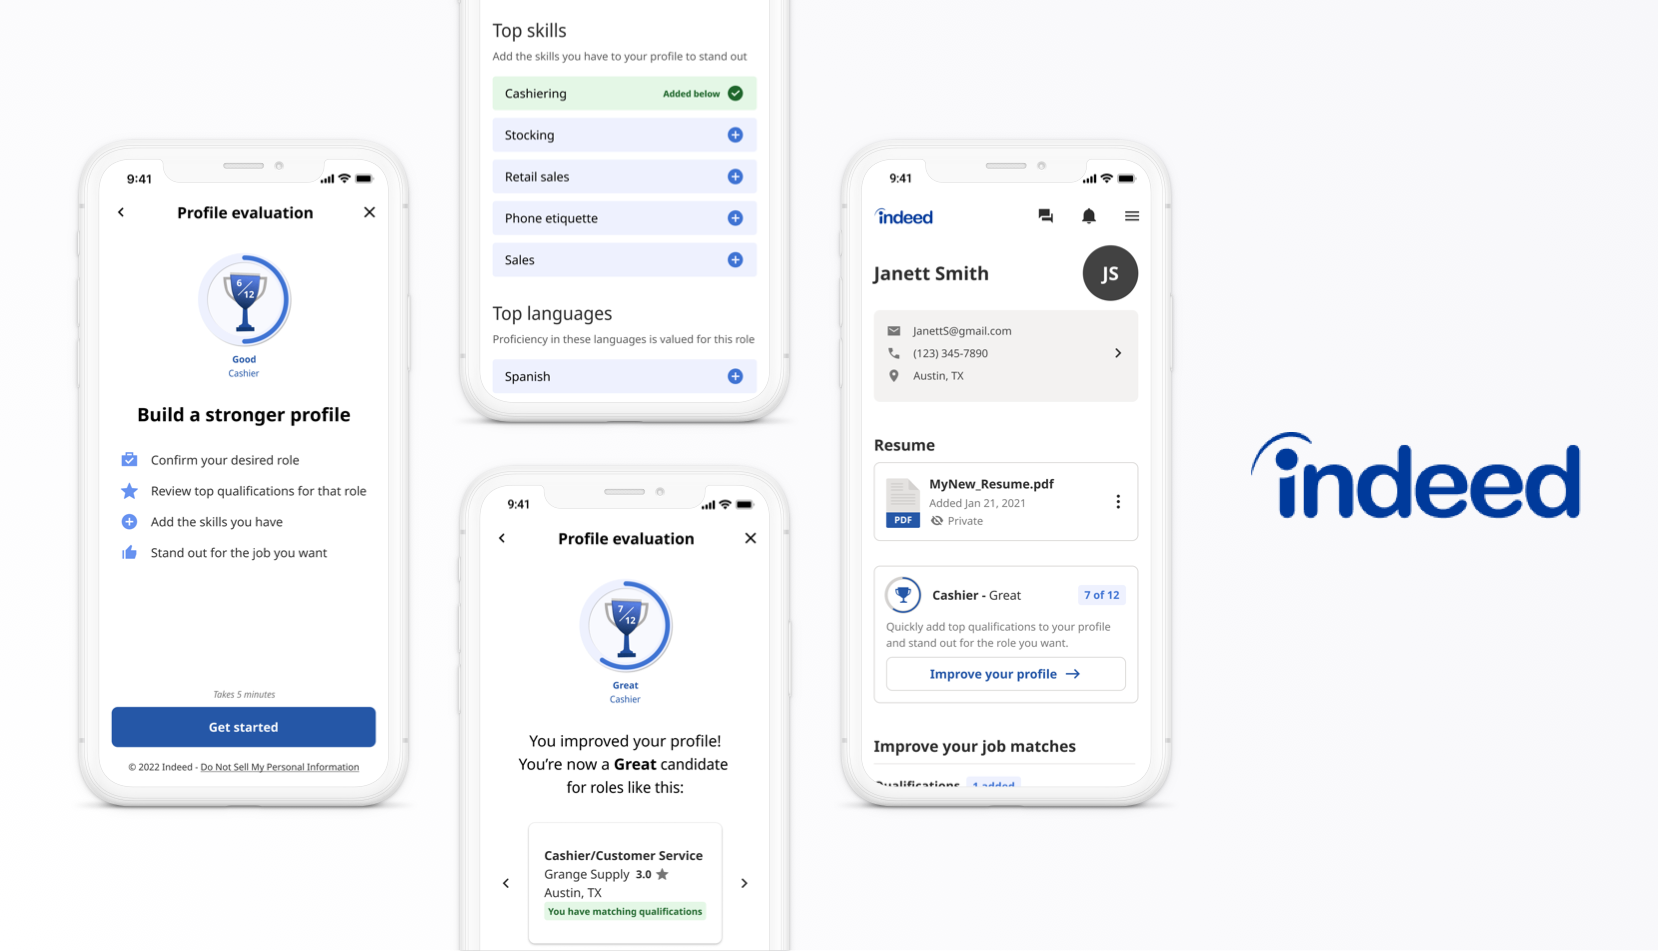 9:41
Profile evaluation
6/12
Good
Cashier
Build a stronger profile
Confirm your desired role
Review top qualifications for that role
Add the skills you have
Stand out for the job you want
Takes 5 minutes
Get started
© 2022 Indeed - Do Not Sell My Personal Information
Top skills
Add the skills you have to your profile to stand out
Cashiering Added below
Stocking
Retail sales
Phone etiquette
Sales
Top languages
Proficiency in these languages is valued for this role
Spanish
9:41
Profile evaluation
7/12
Great
Cashier
You improved your profile!
You're now a Great candidate
for roles like this:
Cashier/Customer Service
Grange Supply 3.0
Austin, TX
You have matching qualifications
9:41
indeed
Janett Smith
JS
JanettS@gmail.com
(123) 345-7890
Austin, TX
Resume
MyNew_Resume.pdf
Added Jan 21, 2021
PDF
Private
Cashier - Great 7 of 12
Quickly add top qualifications to your profile
and stand out for the role you want.
Improve your profile
Improve your job matches
Qualifications 1 added
indeed